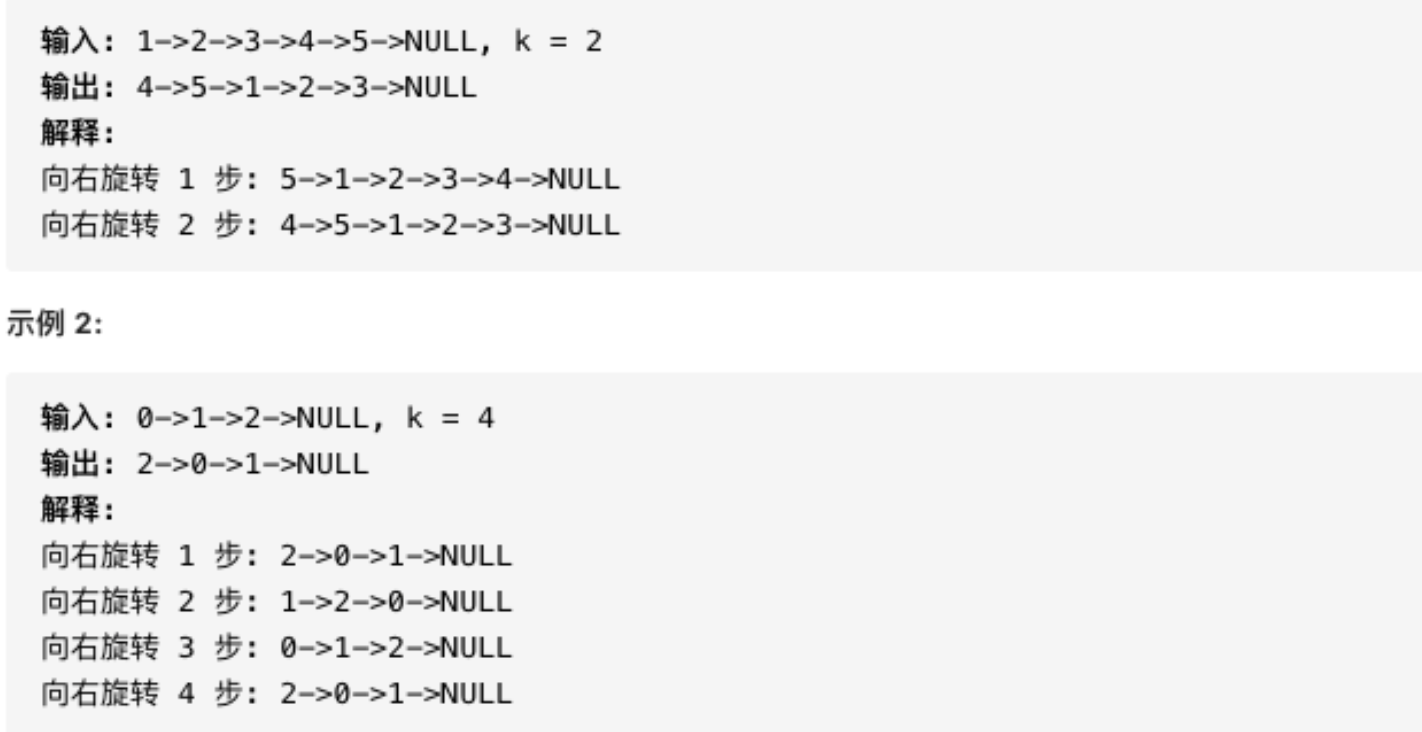 输入: 1->2->3->4->5->NULL, k = 2
输出: 4->5->1->2->3->NULL
解释:
向右旋转 1 步: 5->1->2->3->4->NULL
向右旋转 2 步: 4->5->1->2->3->NULL
示例 2:
输入: 0->1->2->NULL, k = 4
输出: 2->0->1->NULL
解释:
向右旋转 1 步: 2->0->1->NULL
向右旋转 2 步: 1->2->0->NULL
向右旋转 3 步: 0->1->2->NULL
向右旋转 4 步: 2->0->1->NULL